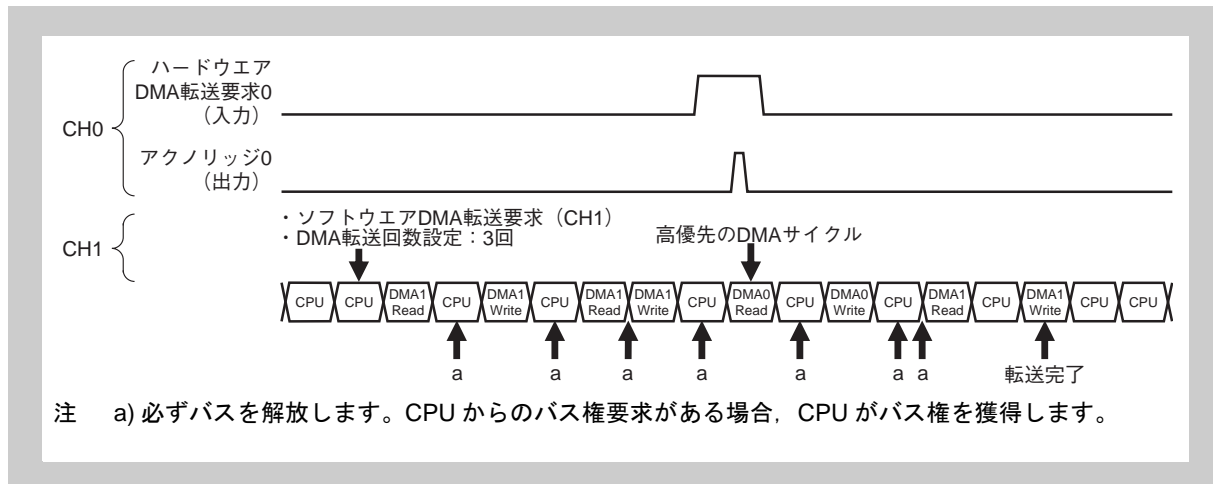 ハードウエア
DMA転送要求0
（入力）
CH0
アクノリッジ0
（出力）
・ソフトウエアDMA転送要求（CH1）
・DMA転送回数設定：3回
高優先のDMAサイクル
CH1
CPU CPU DMA1 Read CPU DMA1 Write CPU DMA1 Read DMA1 Write CPU DMA0 Read CPU DMA0 Write CPU DMA1 Read CPU DMA1 Write CPU CPU
a a a a a a a 転送完了
注 a) 必ずバスを解放します。CPU からのバス権要求がある場合，CPU がバス権を獲得します。